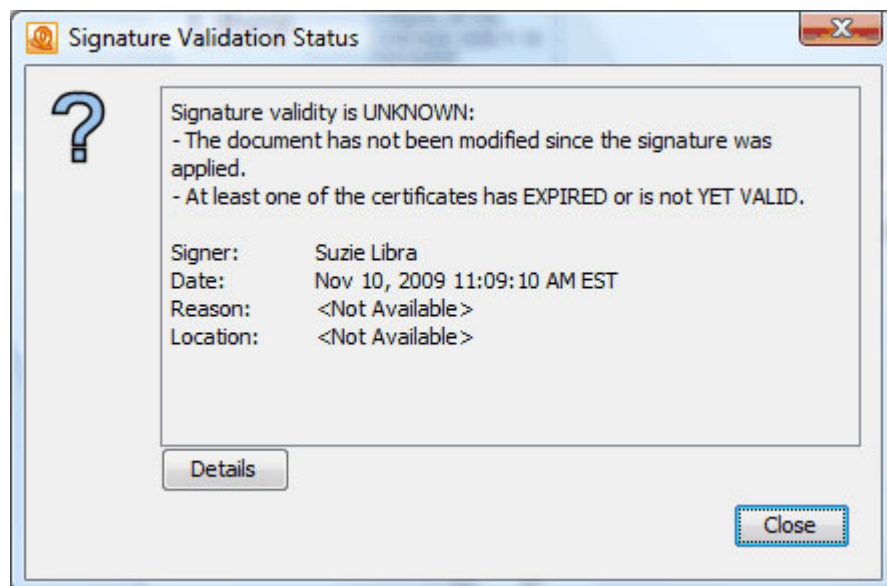 Signature Validation Status
Signature validity is UNKNOWN:
- The document has not been modified since the signature was
applied.
- At least one of the certificates has EXPIRED or is not YET VALID.
Signer: Suzie Libra
Date: Nov 10, 2009 11:09:10 AM EST
Reason: <Not Available>
Location: <Not Available>
Details
Close